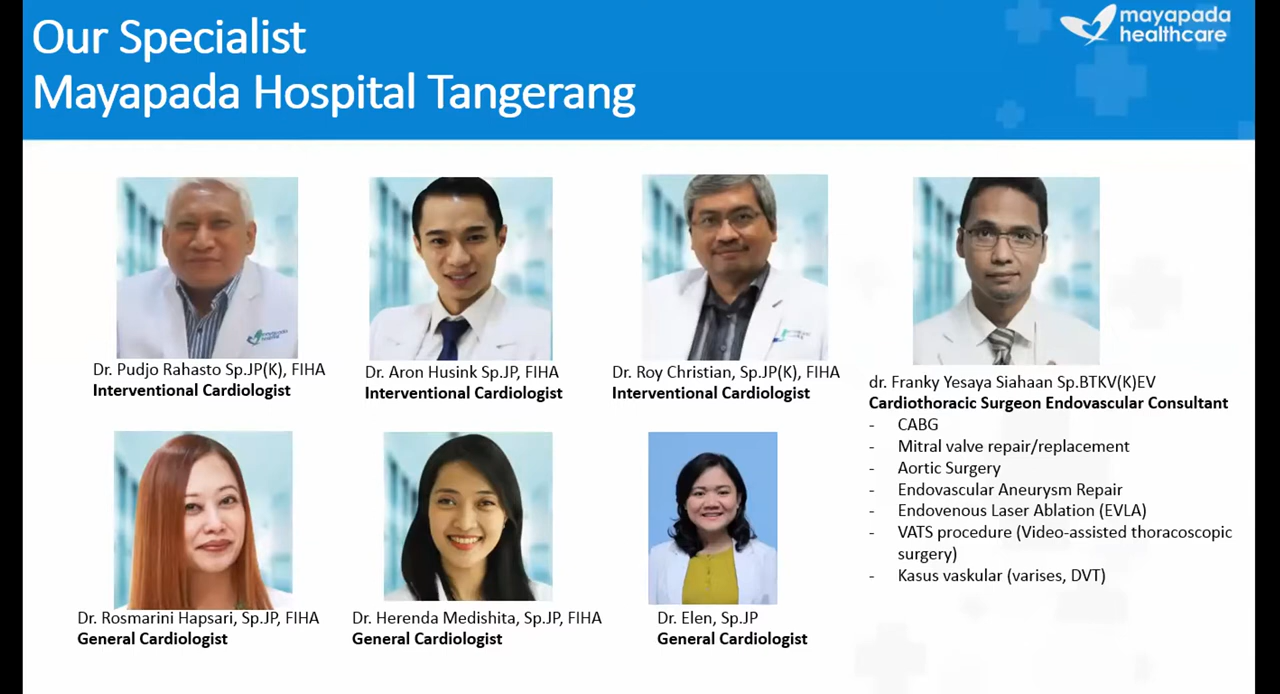 Our Specialist
Mayapada Hospital Tangerang
mayapada
healthcare
Dr. Pudjo Rahasto Sp.JP(K), FIHA
Interventional Cardiologist
Dr. Aron Husink Sp.JP, FIHA
Interventional Cardiologist
Dr. Roy Christian, Sp.JP(K), FIHA
Interventional Cardiologist
dr. Franky Yesaya Siahaan Sp.BTKV(K)EV
Cardiothoracic Surgeon Endovascular Consultant
- CABG
- Mitral valve repair/replacement
- Aortic Surgery
- Endovascular Aneurysm Repair
- Endovenous Laser Ablation (EVLA)
- VATS procedure (Video-assisted thoracoscopic
surgery)
- Kasus vaskular (varises, DVT)
Dr. Rosmarini Hapsari, Sp.JP, FIHA
General Cardiologist
Dr. Herenda Medishita, Sp.JP, FIHA
General Cardiologist
Dr. Elen, Sp.JP
General Cardiologist